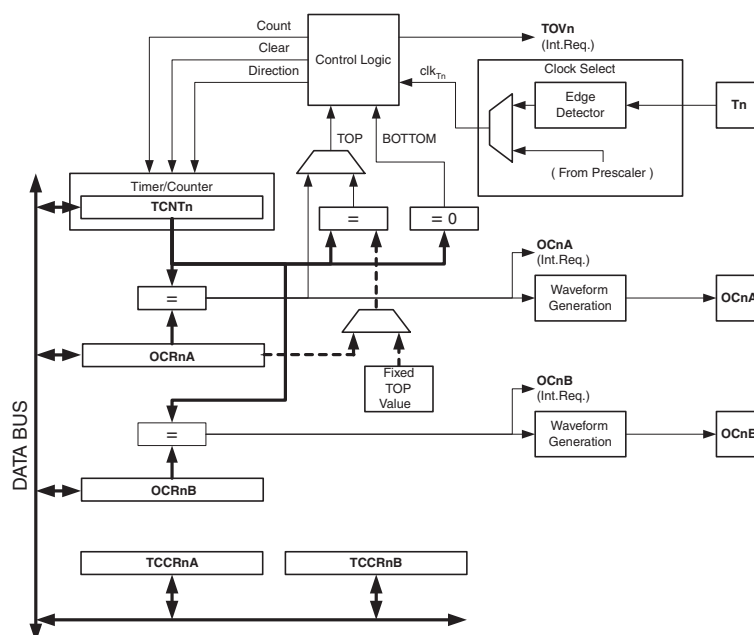 Count
Clear
Direction
Control Logic
TOVn
(Int.Req.)
clkTn
Clock Select
Edge
Detector
Tn
( From Prescaler )
TOP
BOTTOM
Timer/Counter
TCNTn
=
= 0
OCnA
(Int.Req.)
=
Waveform
Generation
OCnA
OCRnA
Fixed
TOP
Value
OCnB
(Int.Req.)
=
Waveform
Generation
OCnB
OCRnB
DATA BUS
TCCRnA
TCCRnB